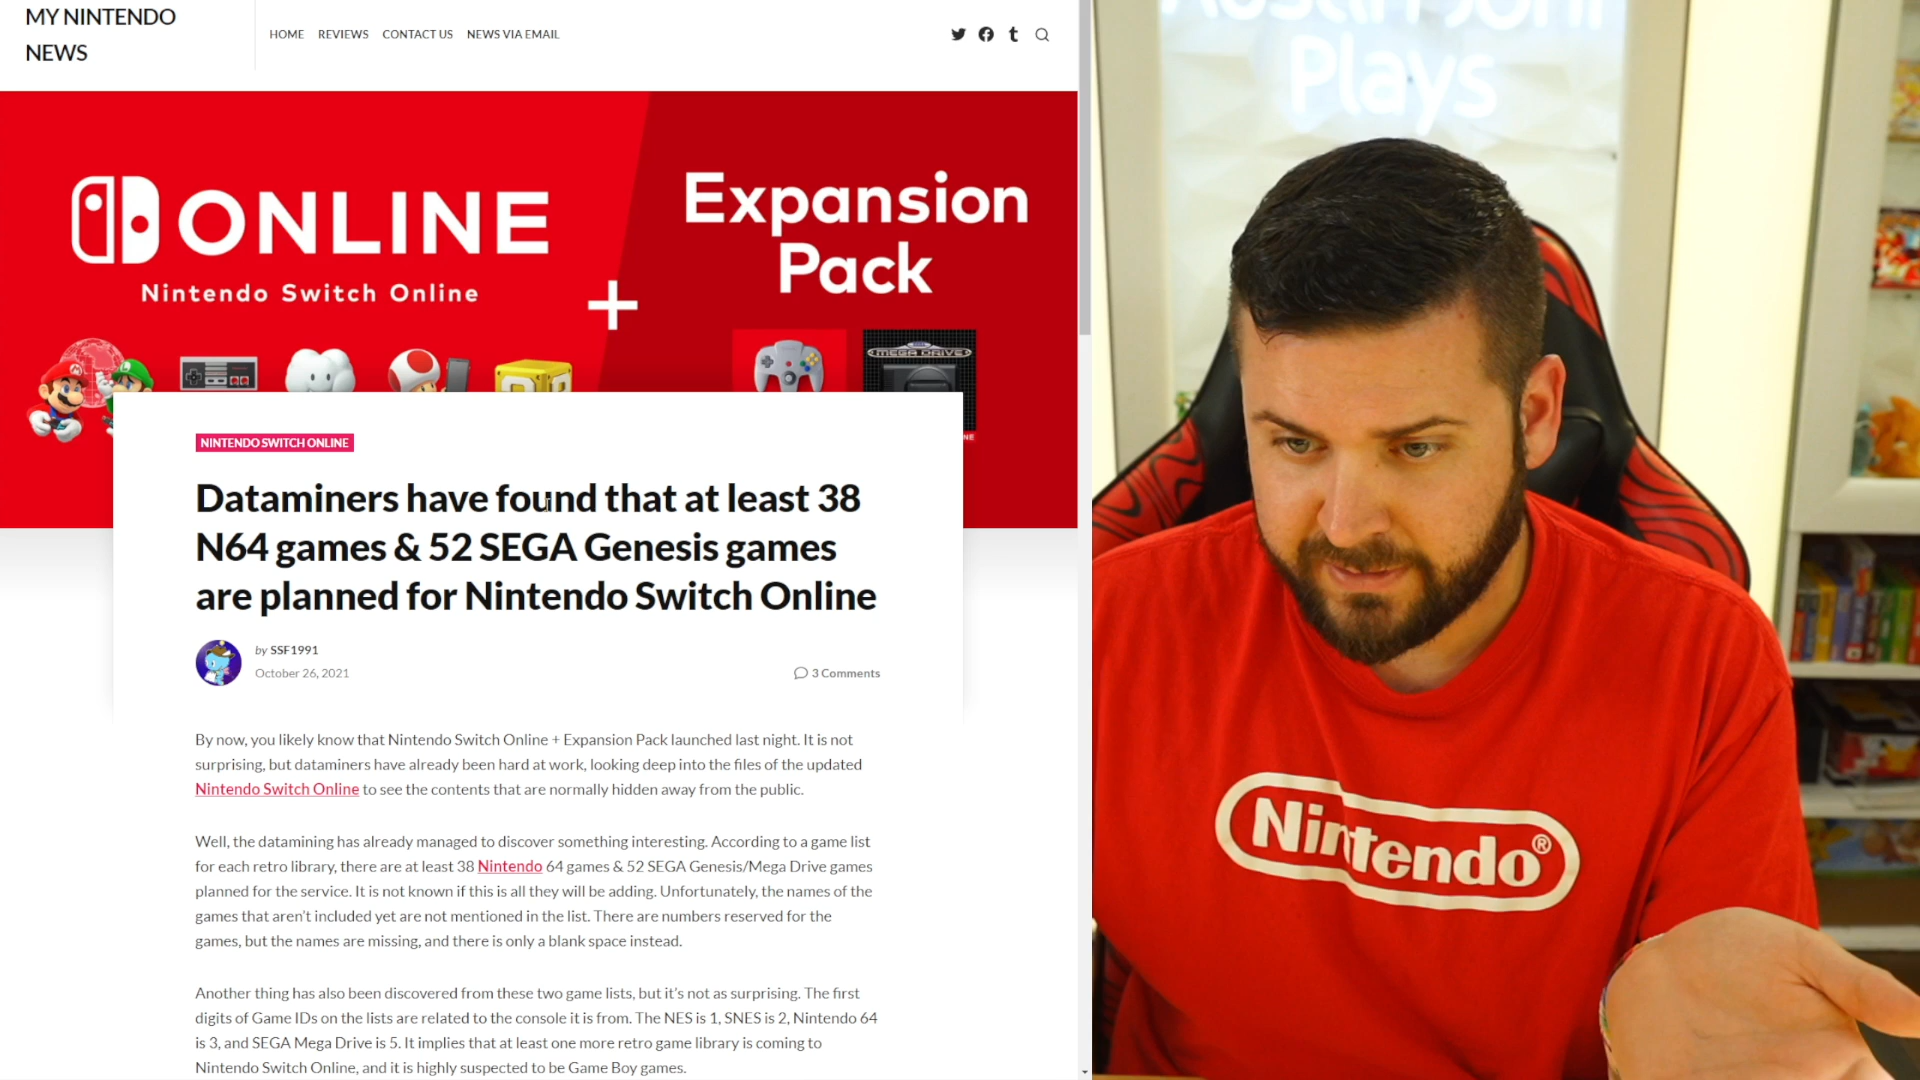 MY NINTENDO
NEWS
HOME REVIEWS CONTACT US NEWS VIA EMAIL
ONLINE
Nintendo Switch Online
+
Expansion
Pack
MEGA DRIVE
NE
NINTENDO SWITCH ONLINE
Dataminers have found that at least 38
N64 games & 52 SEGA Genesis games
are planned for Nintendo Switch Online
by SSF1991
October 26, 2021
3 Comments
By now, you likely know that Nintendo Switch Online + Expansion Pack launched last night. It is not
surprising, but dataminers have already been hard at work, looking deep into the files of the updated
Nintendo Switch Online to see the contents that are normally hidden away from the public.
Well, the datamining has already managed to discover something interesting. According to a game list
for each retro library, there are at least 38 Nintendo 64 games & 52 SEGA Genesis/Mega Drive games
planned for the service. It is not known if this is all they will be adding. Unfortunately, the names of the
games that aren't included yet are not mentioned in the list. There are numbers reserved for the
games, but the names are missing, and there is only a blank space instead.
Another thing has also been discovered from these two game lists, but it's not as surprising. The first
digits of Game IDs on the lists are related to the console it is from. The NES is 1, SNES is 2, Nintendo 64
is 3, and SEGA Mega Drive is 5. It implies that at least one more retro game library is coming to
Nintendo Switch Online, and it is highly suspected to be Game Boy games.
Austin John
Plays
Nintendo®